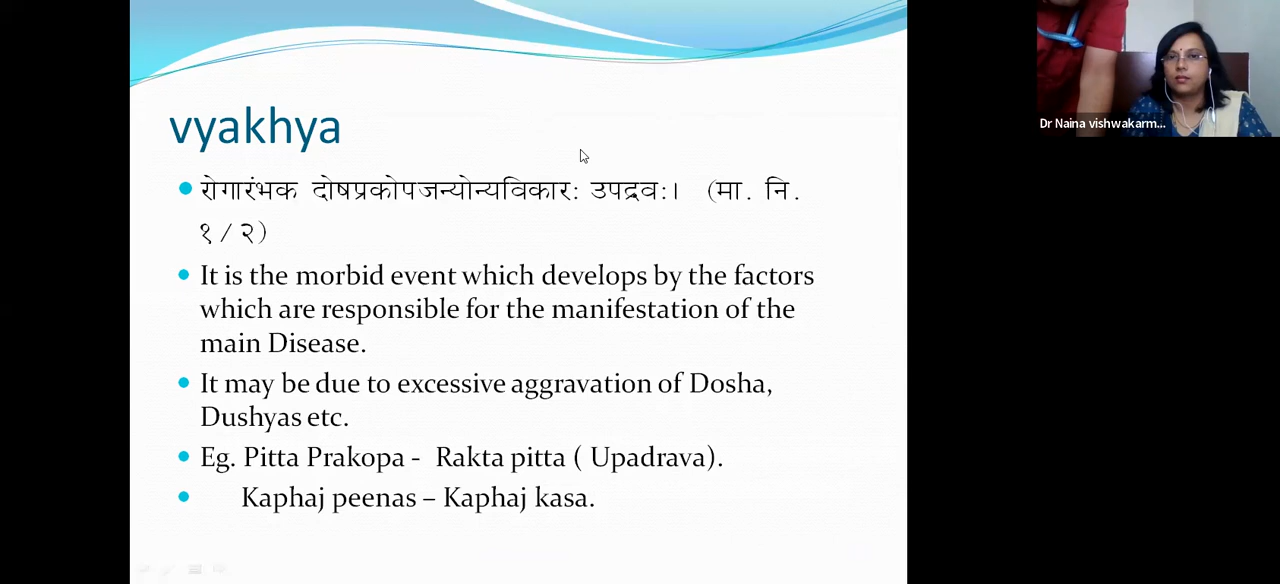 vyakhya
रोगारंभक दोषप्रकोपजन्योन्यविकारः उपद्रवः। (मा. नि.
१/२)
It is the morbid event which develops by the factors
which are responsible for the manifestation of the
main Disease.
It may be due to excessive aggravation of Dosha,
Dushyas etc.
Eg. Pitta Prakopa - Rakta pitta ( Upadrava).
Kaphaj peenas – Kaphaj kasa.
Dr Naina vishwakarm...